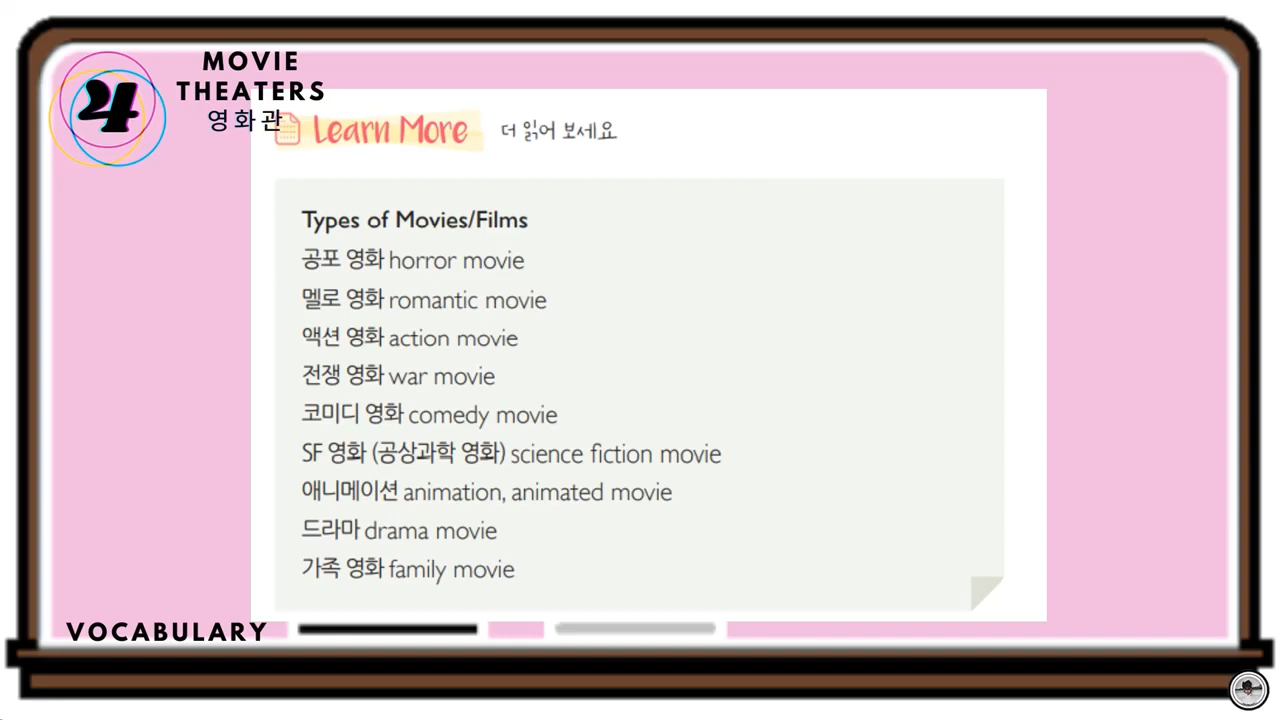 4
MOVIE
THEATERS
영화관
Learn More 더 읽어 보세요
Types of Movies/Films
공포 영화 horror movie
멜로 영화 romantic movie
액션 영화 action movie
전쟁 영화 war movie
코미디 영화 comedy movie
SF 영화 (공상과학 영화) science fiction movie
애니메이션 animation, animated movie
드라마 drama movie
가족 영화 family movie
VOCABULARY